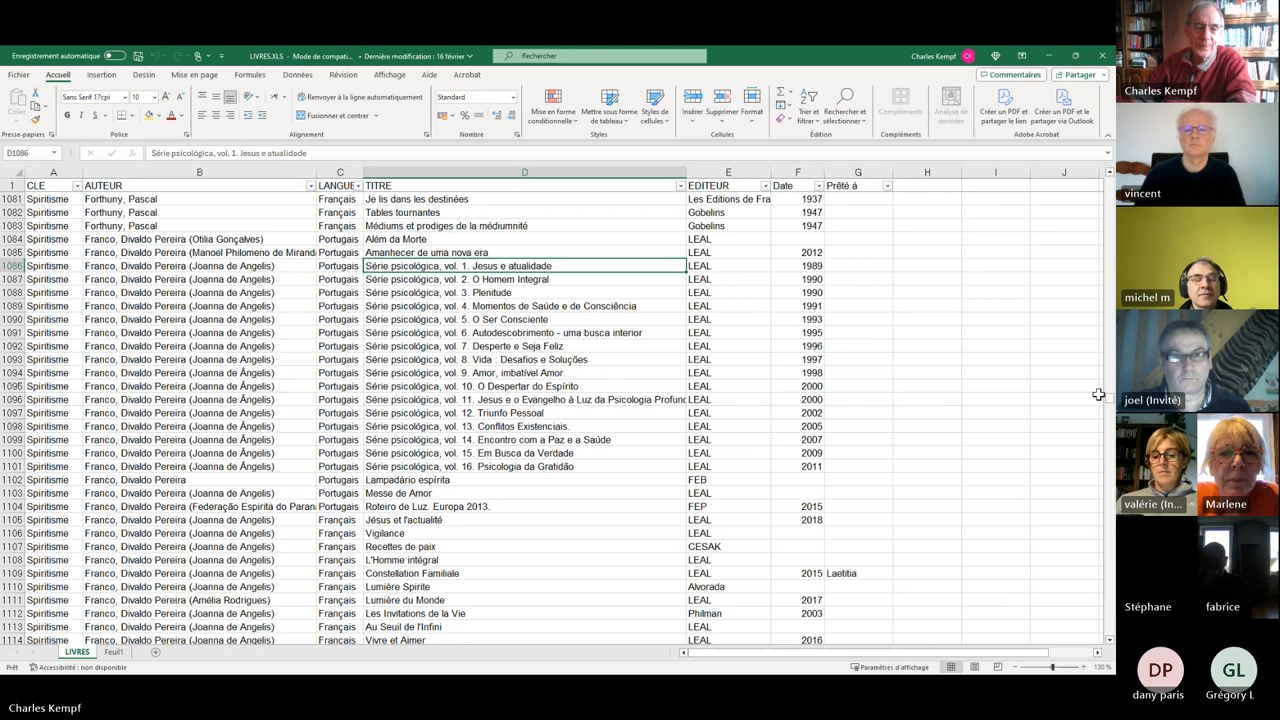 Enregistrement automatique
LIVRES.XLS - Mode de compati... • Dernière modification : 16 février
Rechercher
Charles Kempf
CK
Fichier Accueil Insertion Dessin Mise en page Formules Données Révision Affichage Aide Acrobat
Commentaires
Partager
Coller
Sans Serif 17cpi 10
Renvoyer à la ligne automatiquement
Fusionner et centrer
Standard
Mise en forme conditionnelle
Mettre sous forme de tableau
Styles de cellules
Insérer Supprimer Format
Trier et filtrer
Rechercher et sélectionner
Compléments
Analyse de données
Créer un PDF et partager le lien
Créer un PDF et partager via Outlook
Presse-papiers Police Alignement Nombre Styles Cellules Édition Compléments Adobe Acrobat
D1086 Série psicológica, vol. 1. Jesus e atualidade
A B C D E F G H I J
1 CLE AUTEUR LANGUE TITRE EDITEUR Date Prêté à
1081 Spiritisme Forthuny, Pascal Français Je lis dans les destinées Les Editions de Fra 1937
1082 Spiritisme Forthuny, Pascal Français Tables tournantes Gobelins 1947
1083 Spiritisme Forthuny, Pascal Français Médiums et prodiges de la médiumnité Gobelins 1947
1084 Spiritisme Franco, Divaldo Pereira (Otilia Gonçalves) Portugais Além da Morte LEAL
1085 Spiritisme Franco, Divaldo Pereira (Manoel Philomeno de Miranda Portugais Amanhecer de uma nova era LEAL 2012
1086 Spiritisme Franco, Divaldo Pereira (Joanna de Angelis) Portugais Série psicológica, vol. 1. Jesus e atualidade LEAL 1989
1087 Spiritisme Franco, Divaldo Pereira (Joanna de Angelis) Portugais Série psicológica, vol. 2. O Homem Integral LEAL 1990
1088 Spiritisme Franco, Divaldo Pereira (Joanna de Angelis) Portugais Série psicológica, vol. 3. Plenitude LEAL 1990
1089 Spiritisme Franco, Divaldo Pereira (Joanna de Angelis) Portugais Série psicológica, vol. 4. Momentos de Saúde e de Consciência LEAL 1991
1090 Spiritisme Franco, Divaldo Pereira (Joanna de Angelis) Portugais Série psicológica, vol. 5. O Ser Consciente LEAL 1993
1091 Spiritisme Franco, Divaldo Pereira (Joanna de Angelis) Portugais Série psicológica, vol. 6. Autodescobrimento - uma busca interior LEAL 1995
1092 Spiritisme Franco, Divaldo Pereira (Joanna de Angelis) Portugais Série psicológica, vol. 7. Desperte e Seja Feliz LEAL 1996
1093 Spiritisme Franco, Divaldo Pereira (Joanna de Angelis) Portugais Série psicológica, vol. 8. Vida : Desafios e Soluções LEAL 1997
1094 Spiritisme Franco, Divaldo Pereira (Joanna de Ângelis) Portugais Série psicológica, vol. 9. Amor, imbatível Amor. LEAL 1998
1095 Spiritisme Franco, Divaldo Pereira (Joanna de Ângelis) Portugais Série psicológica, vol. 10. O Despertar do Espírito LEAL 2000
1096 Spiritisme Franco, Divaldo Pereira (Joanna de Ângelis) Portugais Série psicológica, vol. 11. Jesus e o Evangelho à Luz da Psicologia Profund LEAL 2000
1097 Spiritisme Franco, Divaldo Pereira (Joanna de Ângelis) Portugais Série psicológica, vol. 12. Triunfo Pessoal LEAL 2002
1098 Spiritisme Franco, Divaldo Pereira (Joanna de Ângelis) Portugais Série psicológica, vol. 13. Conflitos Existenciais. LEAL 2005
1099 Spiritisme Franco, Divaldo Pereira (Joanna de Ângelis) Portugais Série psicológica, vol. 14. Encontro com a Paz e a Saúde LEAL 2007
1100 Spiritisme Franco, Divaldo Pereira (Joanna de Ângelis) Portugais Série psicológica, vol. 15. Em Busca da Verdade LEAL 2009
1101 Spiritisme Franco, Divaldo Pereira (Joanna de Ângelis) Portugais Série psicológica, vol. 16. Psicologia da Gratidão LEAL 2011
1102 Spiritisme Franco, Divaldo Pereira Portugais Lampadário espírita FEB
1103 Spiritisme Franco, Divaldo Pereira (Joanna de Angelis) Portugais Messe de Amor LEAL
1104 Spiritisme Franco, Divaldo Pereira (Federação Espirita do Paran Portugais Roteiro de Luz. Europa 2013. FEP 2015
1105 Spiritisme Franco, Divaldo Pereira (Joanna de Angelis) Français Jésus et l'actualité LEAL 2018
1106 Spiritisme Franco, Divaldo Pereira (Joanna de Angelis) Français Vigilance LEAL
1107 Spiritisme Franco, Divaldo Pereira (Joanna de Angelis) Français Recettes de paix CESAK
1108 Spiritisme Franco, Divaldo Pereira (Joanna de Angelis) Français L'Homme intégral LEAL
1109 Spiritisme Franco, Divaldo Pereira (Joanna de Angelis) Français Constellation Familiale LEAL 2015 Laetitia
1110 Spiritisme Franco, Divaldo Pereira (Joanna de Angelis) Français Lumière Spirite Alvorada
1111 Spiritisme Franco, Divaldo Pereira (Amélia Rodrigues) Français Lumière du Monde LEAL 2017
1112 Spiritisme Franco, Divaldo Pereira (Joanna de Angelis) Français Les Invitations de la Vie Philman 2003
1113 Spiritisme Franco, Divaldo Pereira (Joanna de Angelis) Français Au Seuil de l'Infini LEAL
1114 Spiritisme Franco, Divaldo Pereira (Joanna de Angelis) Français Vivre et Aimer LEAL 2016
LIVRES Feuil1
Prêt Accessibilité : non disponible Paramètres d'affichage 130 %
Charles Kempf
vincent
michel m
joel (Invité)
valérie (In...
Marlene
Stéphane
fabrice
DP
dany paris
GL
Grégory L
Charles Kempf